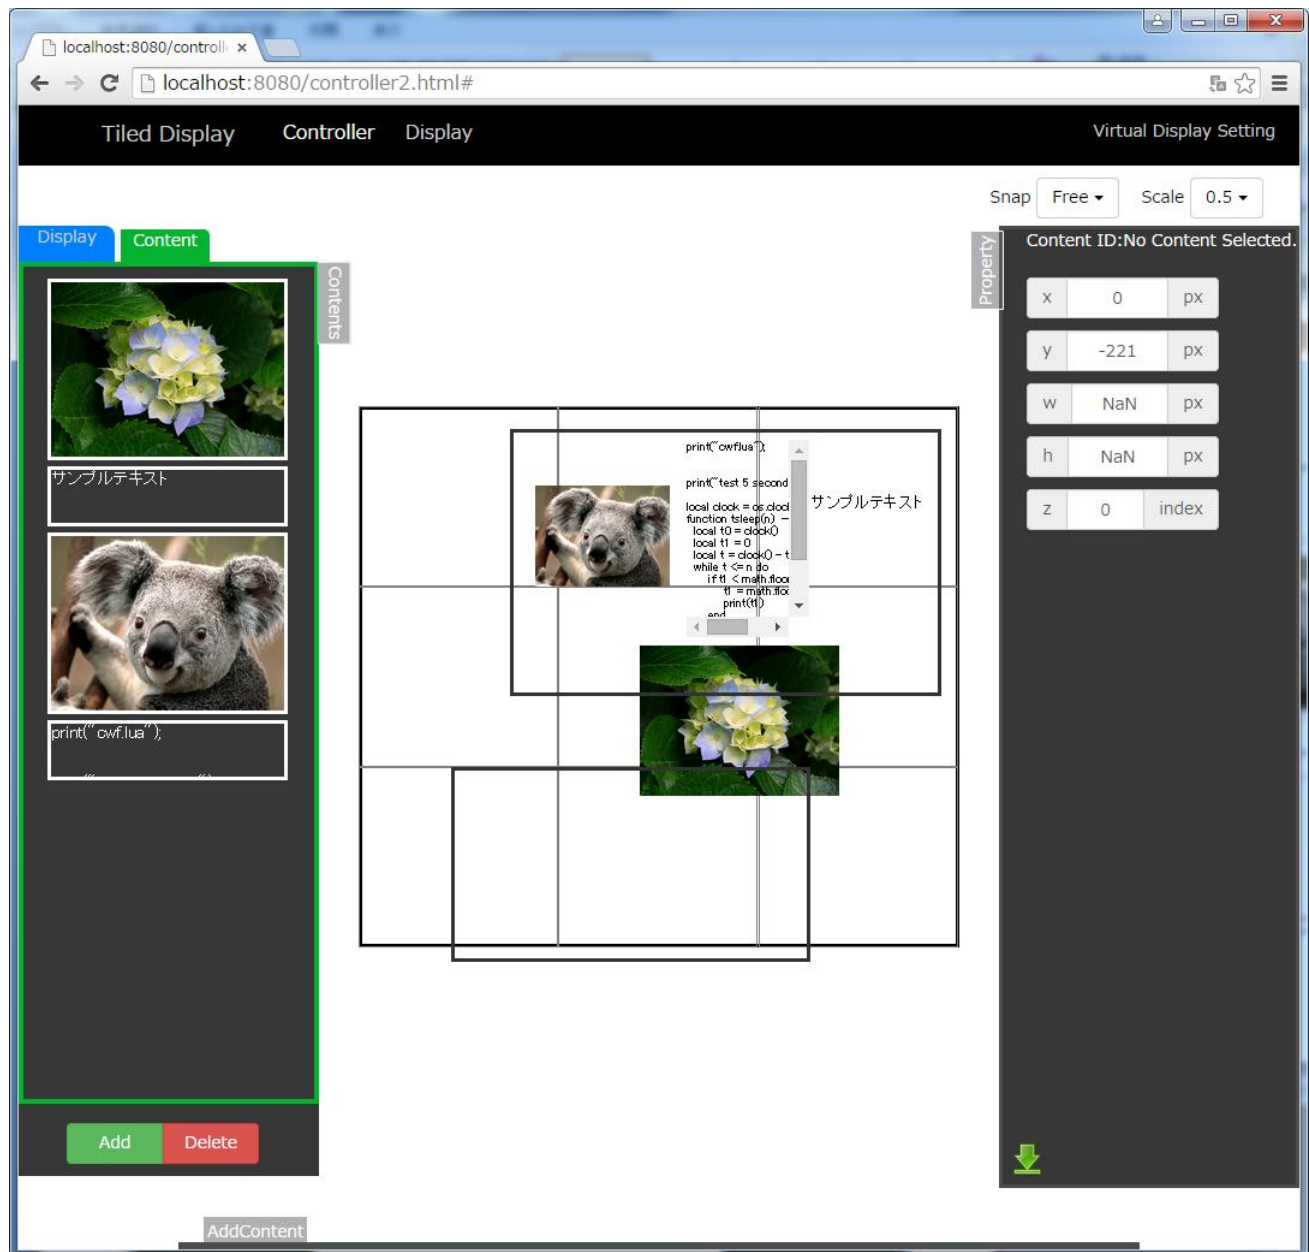 localhost:8080/controll
localhost:8080/controller2.html#
Tiled Display Controller Display Virtual Display Setting
Snap Free Scale 0.5
Display Content
Contents
サンプルテキスト
print("cwf.lua");
Add Delete
print("cwf.lua");
print("test 5 second
local clock = os.clock
function tsleep(n) -
local t0 = clock()
local t1 = 0
local t = clock() - t
while t <= n do
if t1 < math.floor
t1 = math.floo
print(t1)
end
サンプルテキスト
Property
Content ID:No Content Selected.
x 0 px
y -221 px
w NaN px
h NaN px
z 0 index
AddContent